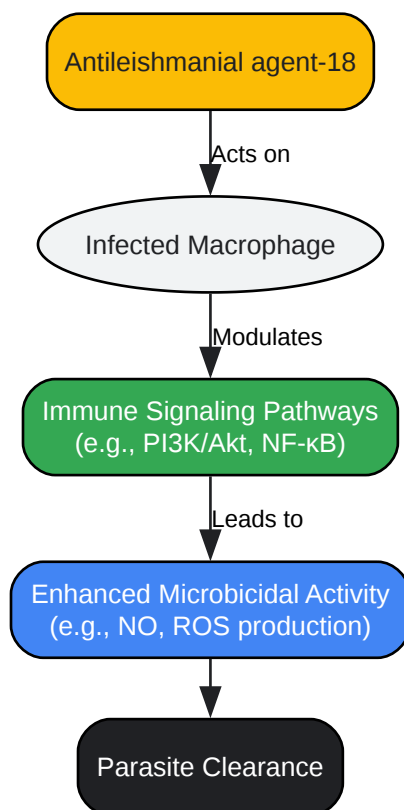 Antileishmanial agent-18
Acts on
Infected Macrophage
Modulates
Immune Signaling Pathways
(e.g., PI3K/Akt, NF-κB)
Leads to
Enhanced Microbicidal Activity
(e.g., NO, ROS production)
Parasite Clearance